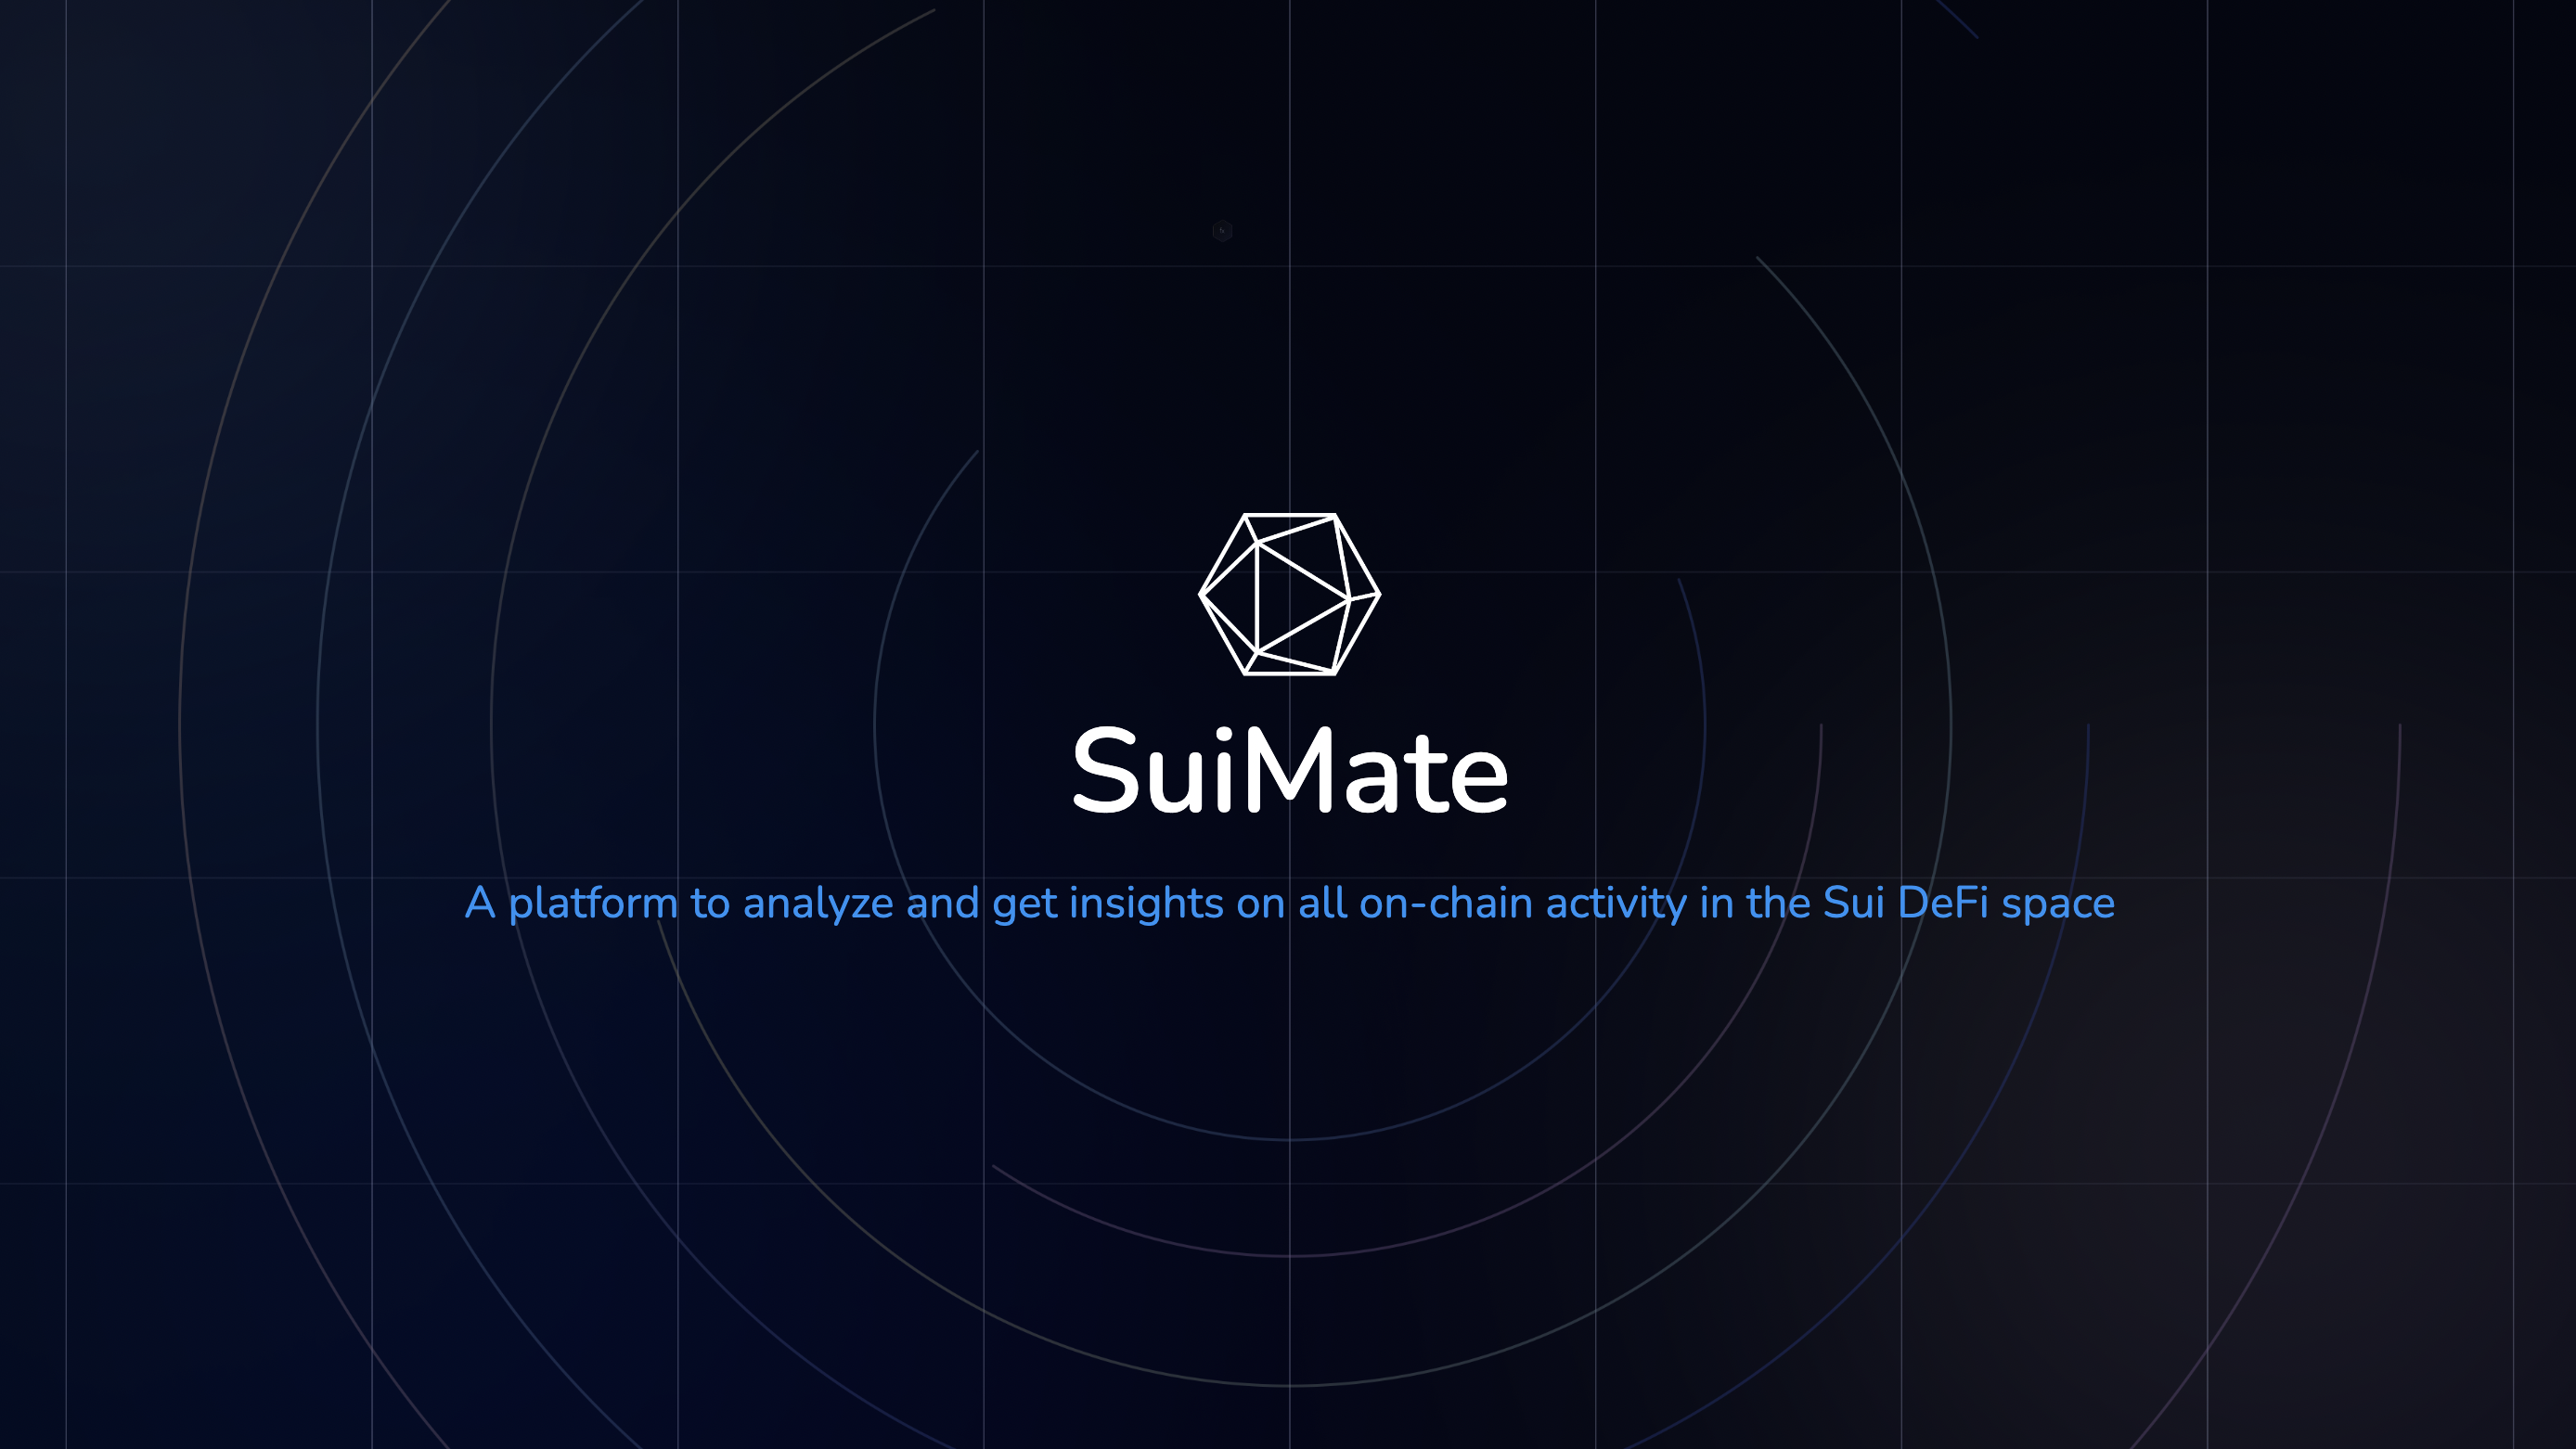 SuiMate
A platform to analyze and get insights on all on-chain activity in the Sui DeFi space